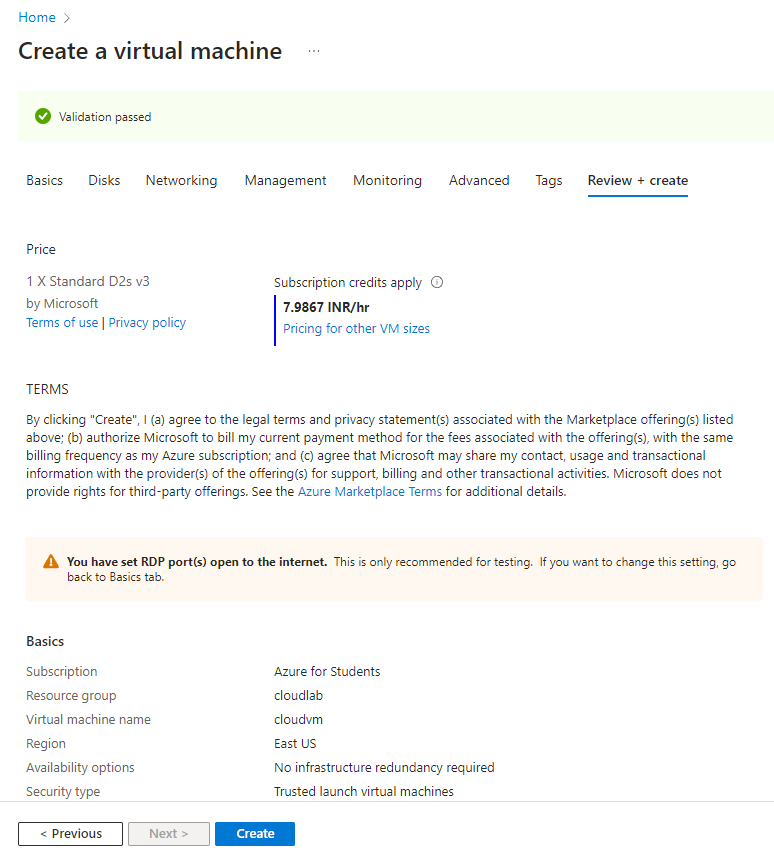 Home >
Create a virtual machine ...
Validation passed
Basics Disks Networking Management Monitoring Advanced Tags Review + create
Price
1 X Standard D2s v3
by Microsoft
Terms of use | Privacy policy
Subscription credits apply
7.9867 INR/hr
Pricing for other VM sizes
TERMS
By clicking "Create", I (a) agree to the legal terms and privacy statement(s) associated with the Marketplace offering(s) listed
above; (b) authorize Microsoft to bill my current payment method for the fees associated with the offering(s), with the same
billing frequency as my Azure subscription; and (c) agree that Microsoft may share my contact, usage and transactional
information with the provider(s) of the offering(s) for support, billing and other transactional activities. Microsoft does not
provide rights for third-party offerings. See the Azure Marketplace Terms for additional details.
You have set RDP port(s) open to the internet. This is only recommended for testing. If you want to change this setting, go
back to Basics tab.
Basics
Subscription Azure for Students
Resource group cloudlab
Virtual machine name cloudvm
Region East US
Availability options No infrastructure redundancy required
Security type Trusted launch virtual machines
< Previous Next > Create